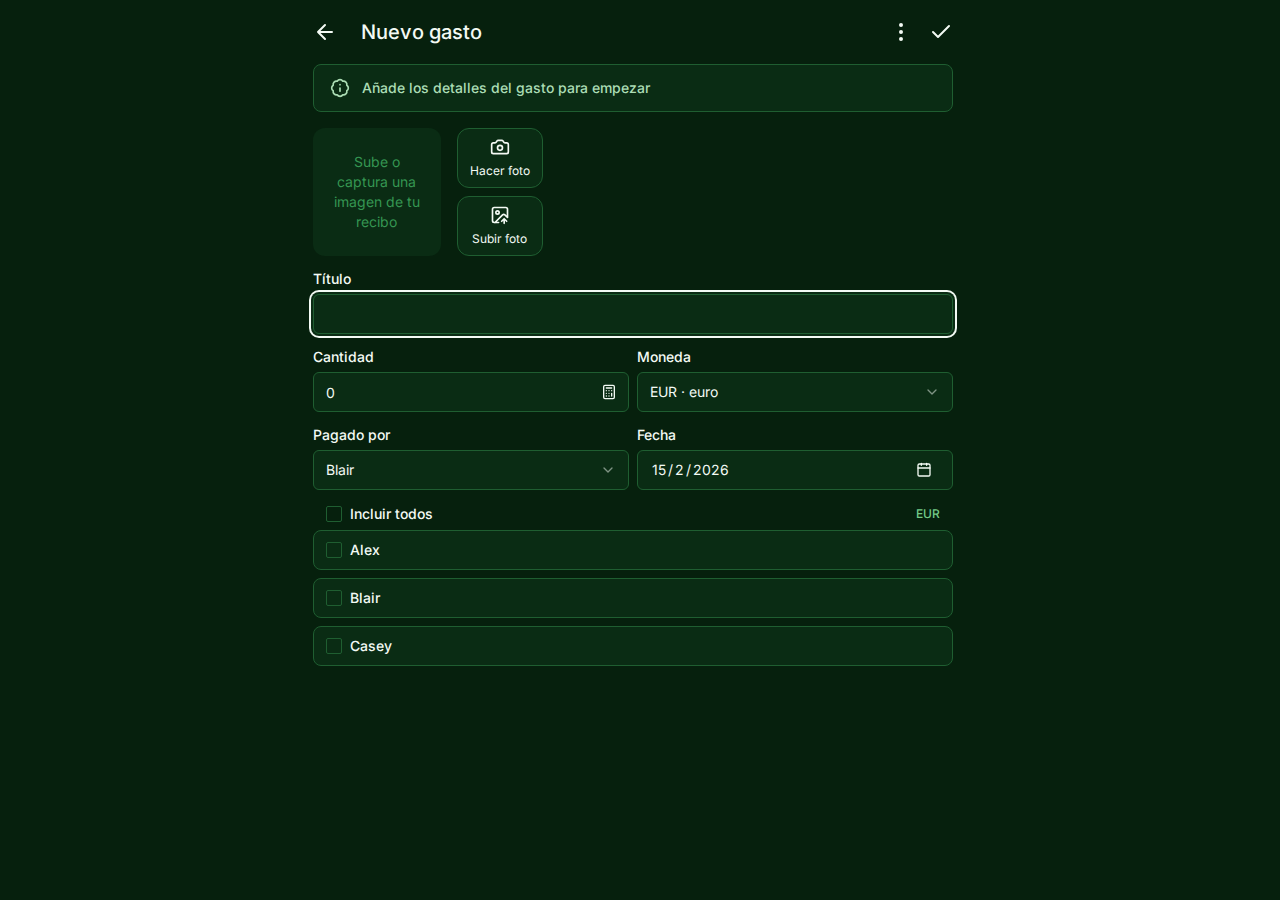 Nuevo gasto
Añade los detalles del gasto para empezar
Sube o
captura una
imagen de tu
recibo
Hacer foto
Subir foto
Título
Cantidad
Moneda
0
EUR · euro
Pagado por
Fecha
Blair
15/2/2026
Incluir todos
EUR
Alex
Blair
Casey